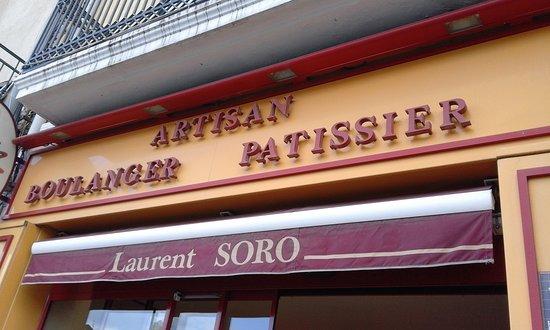 ARTISAN
BOULANGER PATISSIER
Laurent SORO